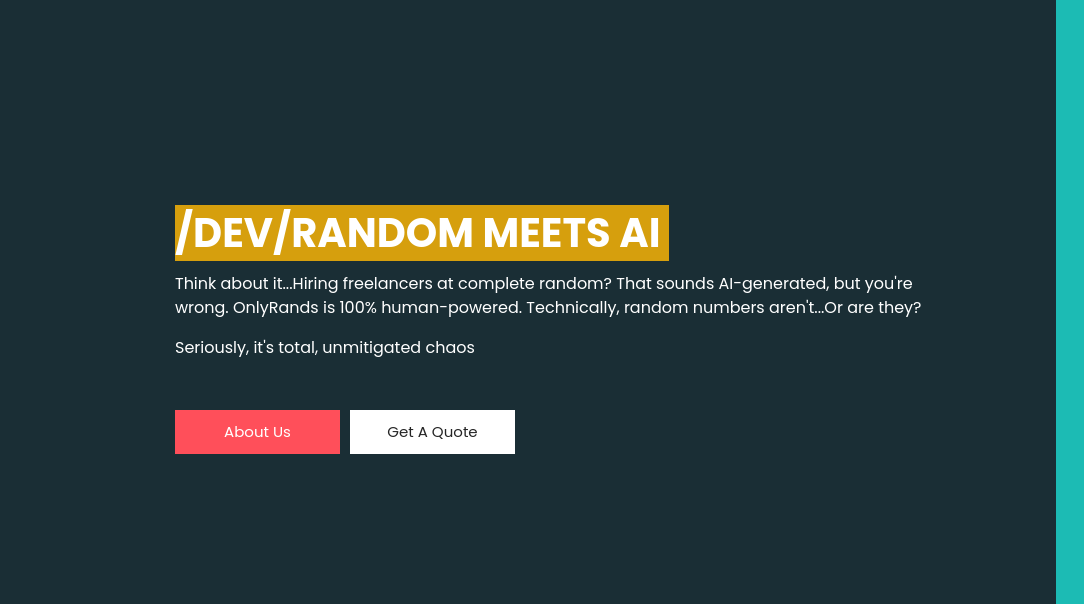 /DEV/RANDOM MEETS AI
Think about it...Hiring freelancers at complete random? That sounds AI-generated, but you're
wrong. OnlyRands is 100% human-powered. Technically, random numbers aren't...Or are they?
Seriously, it's total, unmitigated chaos
About Us
Get A Quote